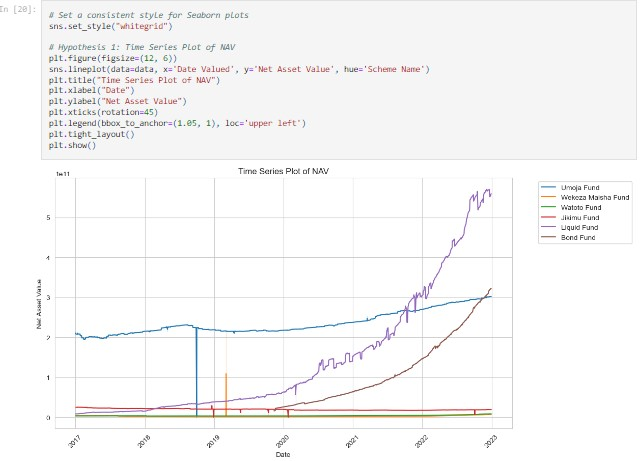 In [20]:
# Set a consistent style for Seaborn plots
sns.set_style("whitegrid")
# Hypothesis 1: Time Series Plot of NAV
plt.figure(figsize=(12, 6))
sns.lineplot(data=data, x='Date Valued', y='Net Asset Value', hue='Scheme Name')
plt.title("Time Series Plot of NAV")
plt.xlabel("Date")
plt.ylabel("Net Asset Value")
plt.xticks(rotation=45)
plt.legend(bbox_to_anchor=(1.05, 1), loc='upper left')
plt.tight_layout()
plt.show()
Time Series Plot of NAV
1e11
5
4
3
2
1
0
Net Asset Value
2017
2018
2019
2020
2021
2022
2023
Date
Umoja Fund
Wekeza Maisha Fund
Watoto Fund
Jikimu Fund
Liquid Fund
Bond Fund